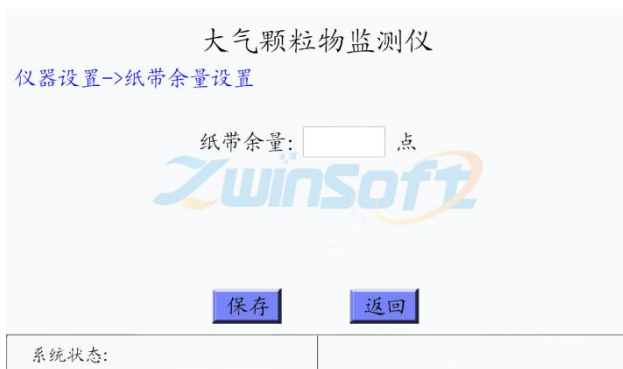 大气颗粒物监测仪
仪器设置->纸带余量设置
纸带余量: 点
ZwinSoft
保存 返回
系统状态: